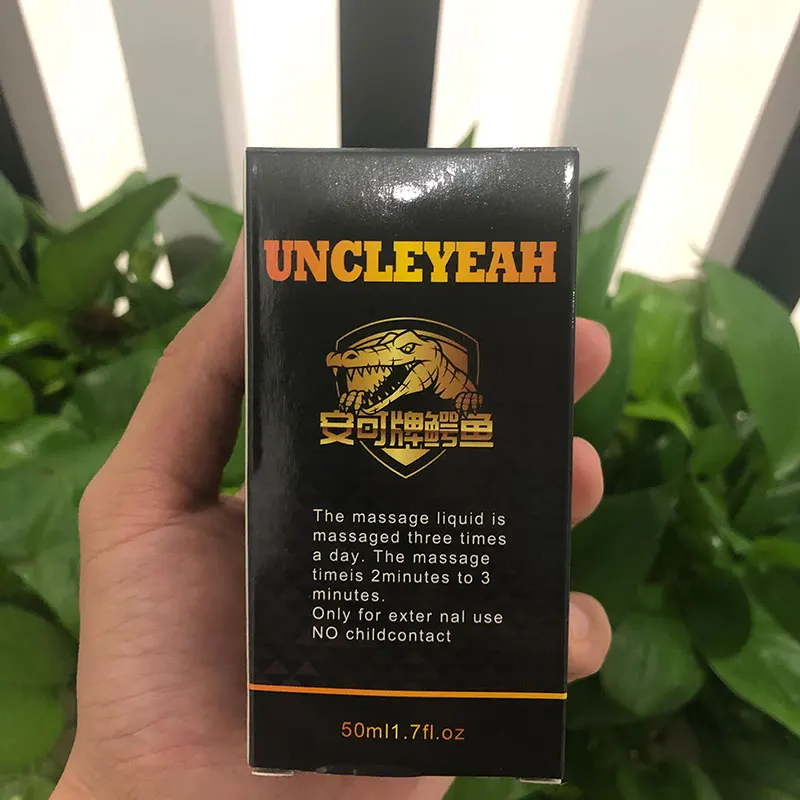 UNCLEYEAH
安可牌鳄鱼
The massage liquid is
massaged three times
a day. The massage
timeis 2minutes to 3
minutes.
Only for exter nal use
NO childcontact
50ml1.7fl.oz